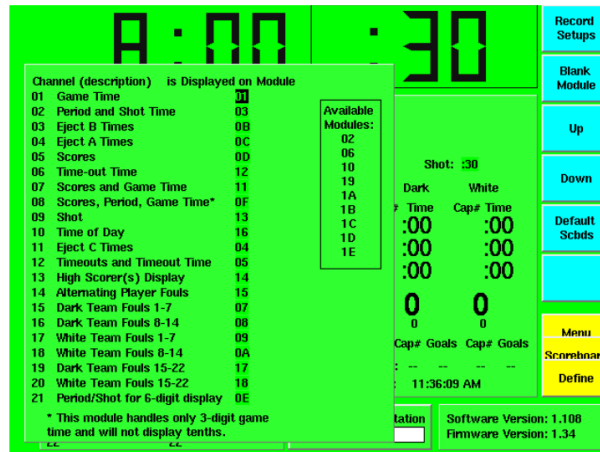 8:00 :30
Channel (description) is Displayed on Module
01 Game Time 01
02 Period and Shot Time 03
03 Eject B Times 0B
04 Eject A Times 0C
05 Scores 0D
06 Time-out Time 12
07 Scores and Game Time 11
08 Scores, Period, Game Time* 0F
09 Shot 13
10 Time of Day 16
11 Eject C Times 04
12 Timeouts and Timeout Time 05
13 High Scorer(s) Display 14
14 Alternating Player Fouls 15
15 Dark Team Fouls 1-7 07
16 Dark Team Fouls 8-14 08
17 White Team Fouls 1-7 09
18 White Team Fouls 8-14 0A
19 Dark Team Fouls 15-22 17
20 White Team Fouls 15-22 18
21 Period/Shot for 6-digit display 0E
* This module handles only 3-digit game
time and will not display tenths.
Available
Modules:
02
06
10
19
1A
1B
1C
1D
1E
Shot: :30
Dark White
Time Cap# Time
:00 :00
:00 :00
:00 :00
0 0
0 0
Cap# Goals Cap# Goals
-- -- --
11:36:09 AM
Software Version: 1.108
Firmware Version: 1.34
Record
Setups
Blank
Module
Up
Down
Default
Scbds
Menu
Define